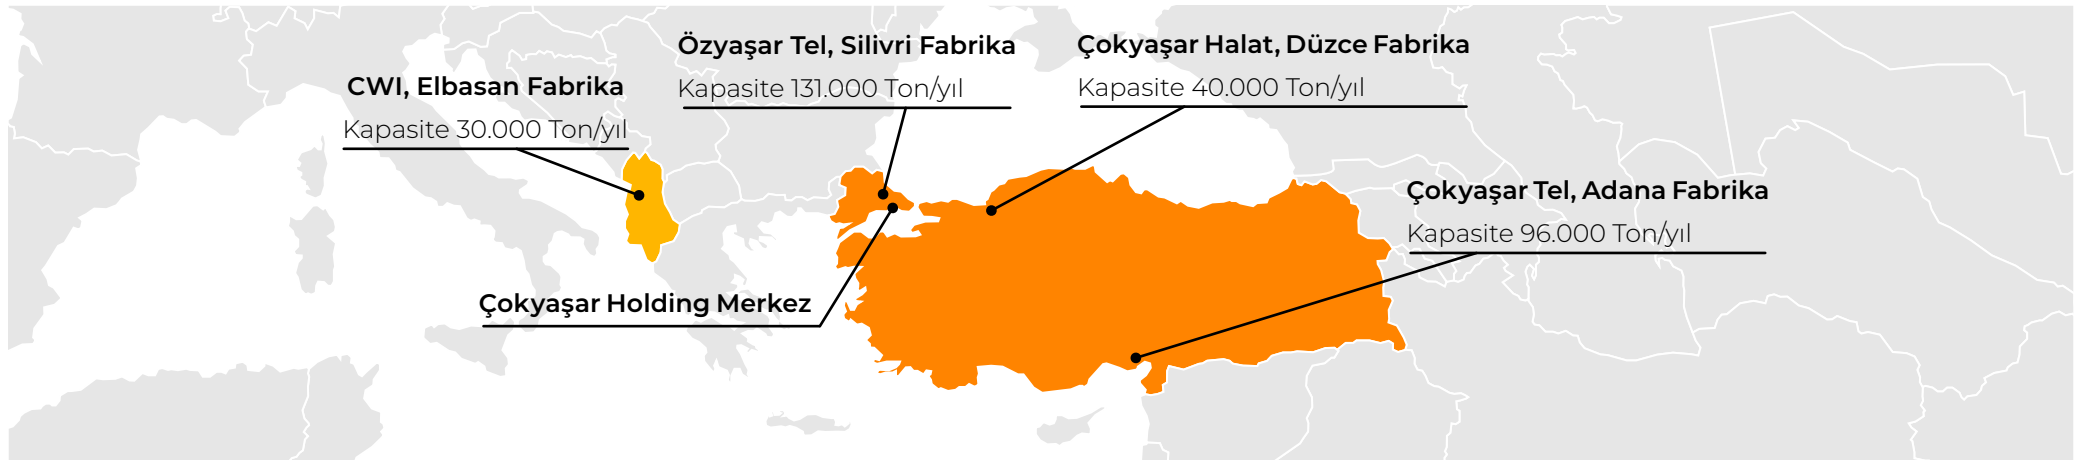 CWI, Elbasan Fabrika
Kapasite 30.000 Ton/yıl
Özyaşar Tel, Silivri Fabrika
Kapasite 131.000 Ton/yıl
Çokyaşar Halat, Düzce Fabrika
Kapasite 40.000 Ton/yıl
Çokyaşar Tel, Adana Fabrika
Kapasite 96.000 Ton/yıl
Çokyaşar Holding Merkez